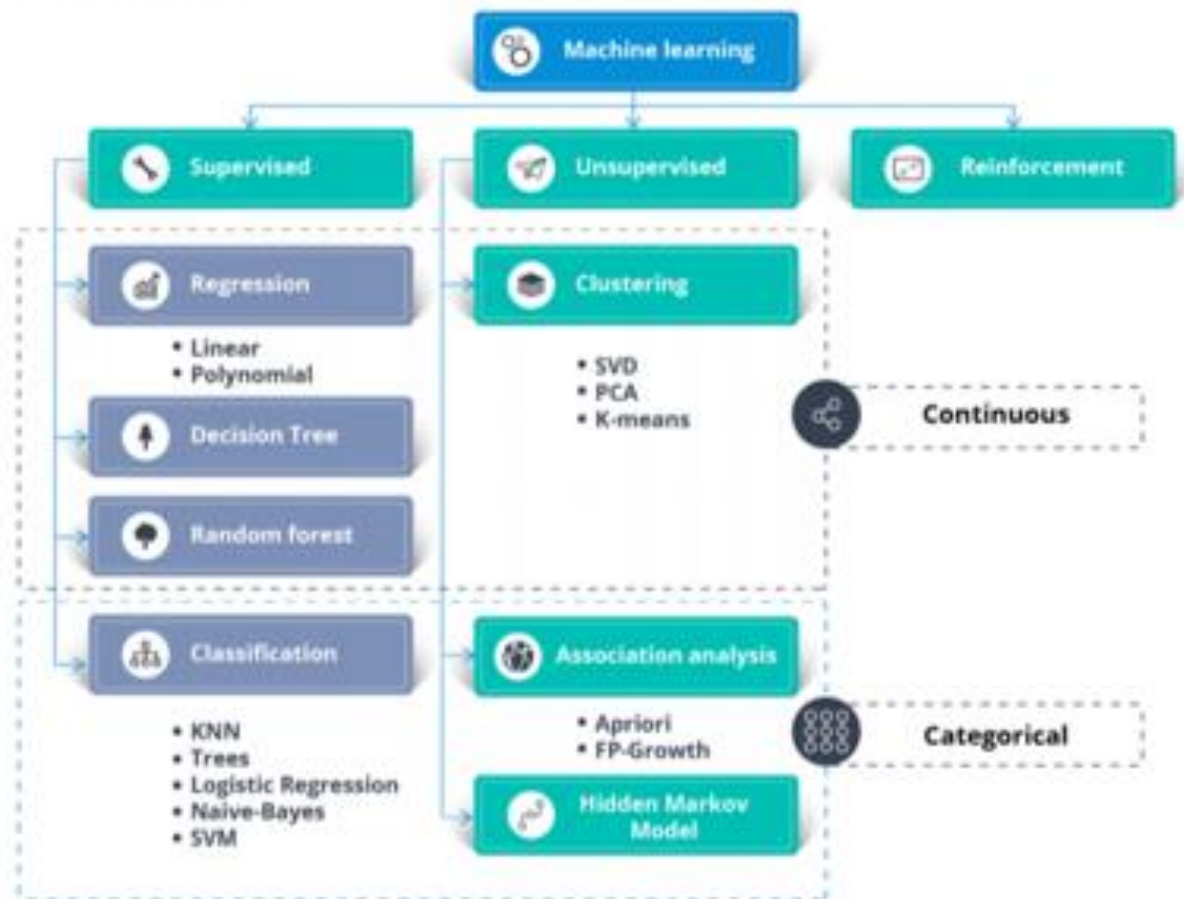 Machine learning
Supervised
Unsupervised
Reinforcement
Regression
• Linear
• Polynomial
Decision Tree
Random forest
Clustering
• SVD
• PCA
• K-means
Continuous
Classification
• KNN
• Trees
• Logistic Regression
• Naive-Bayes
• SVM
Association analysis
• Apriori
• FP-Growth
Hidden Markov
Model
Categorical